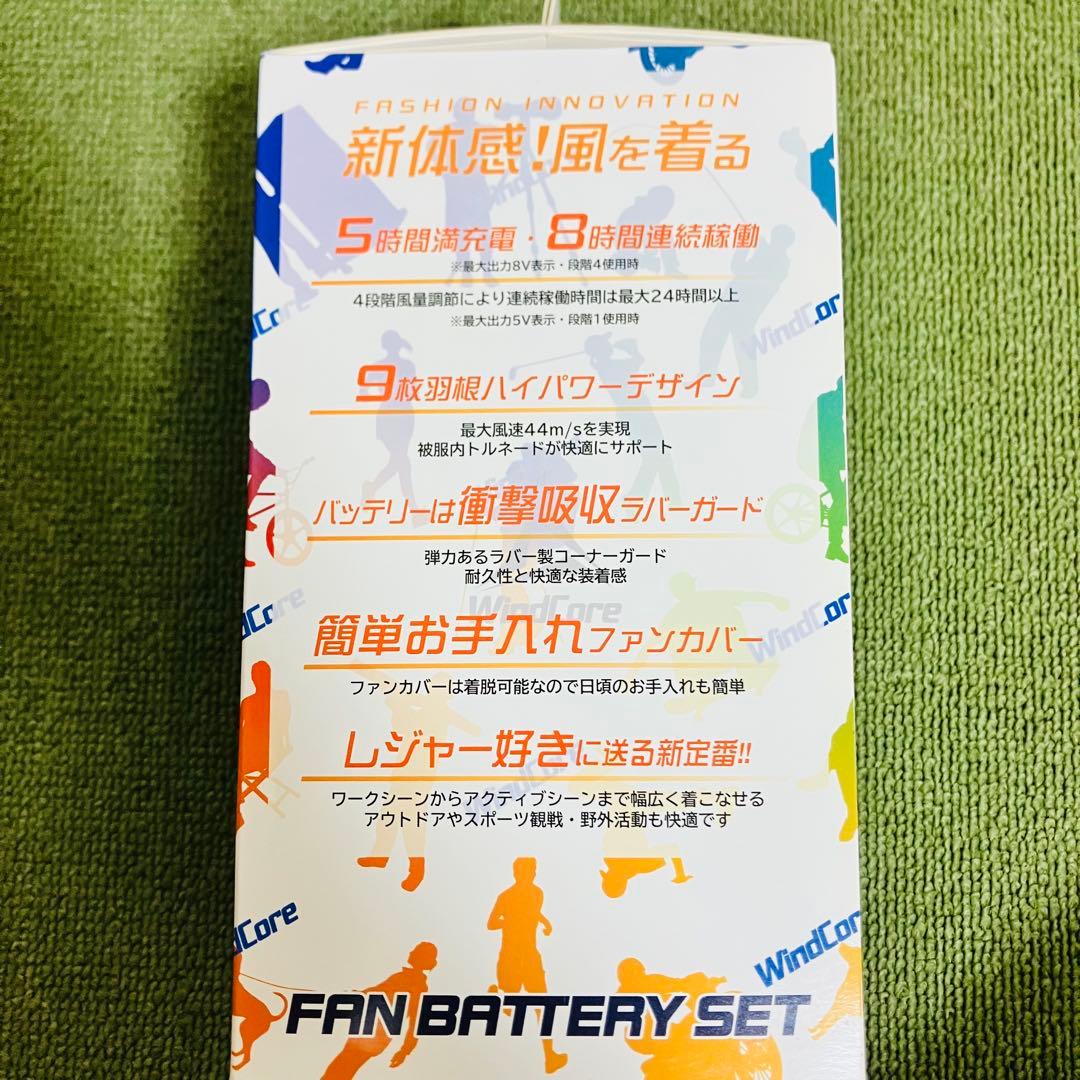 FASHION INNOVATION
新体感!風を着る
5時間満充電・8時間連続稼働
※最大出力8V表示・段階4使用時
4段階風量調節により連続稼働時間は最大24時間以上
※最大出力5V表示・段階1使用時
9枚羽根ハイパワーデザイン
最大風速44m/sを実現
被服内トルネードが快適にサポート
バッテリーは衝撃吸収ラバーガード
弾力あるラバー製コーナーガード
耐久性と快適な装着感
WindCore
簡単お手入れファンカバー
ファンカバーは着脱可能なので日頃のお手入れも簡単
レジャー好きに送る新定番!!
ワークシーンからアクティブシーンまで幅広く着こなせる
アウトドアやスポーツ観戦・野外活動も快適です
WindCor
FAN BATTERY SET